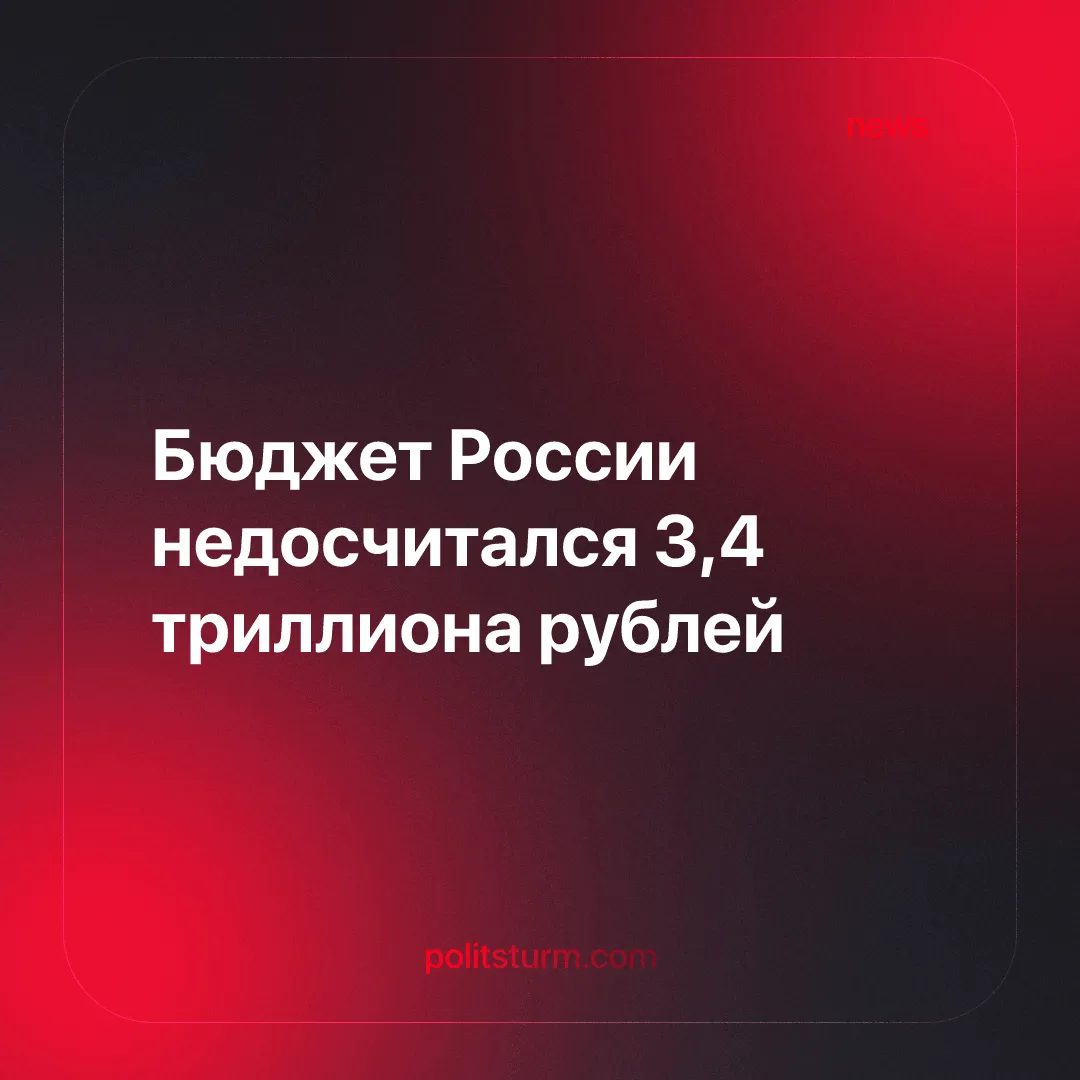 news
Бюджет России
недосчитался 3,4
триллиона рублей
politsturm.com